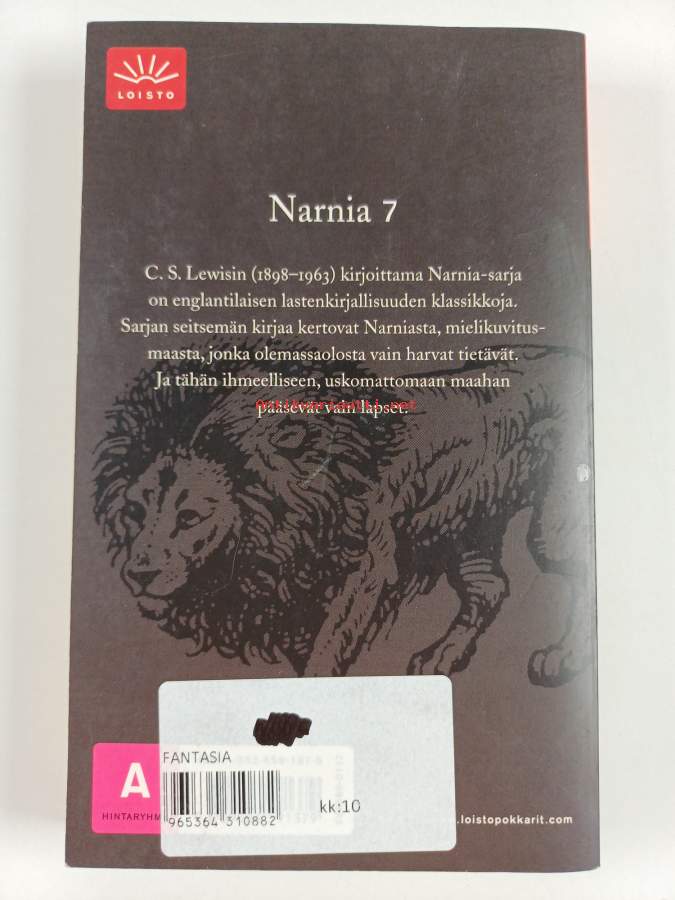 LOISTO
Narnia 7
C. S. Lewisin (1898–1963) kirjoittama Narnia-sarja
on englantilaisen lastenkirjallisuuden klassikkoja.
Sarjan seitsemän kirjaa kertovat Narniasta, mielikuvitus-
maasta, jonka olemassaolosta vain harvat tietävät.
Ja tähän ihmeelliseen, uskomattomaan maahan
pääsevät vain lapset.
FANTASIA
A
kk:10
HINTARYHM
965364 310882
.loistopokkarit.com